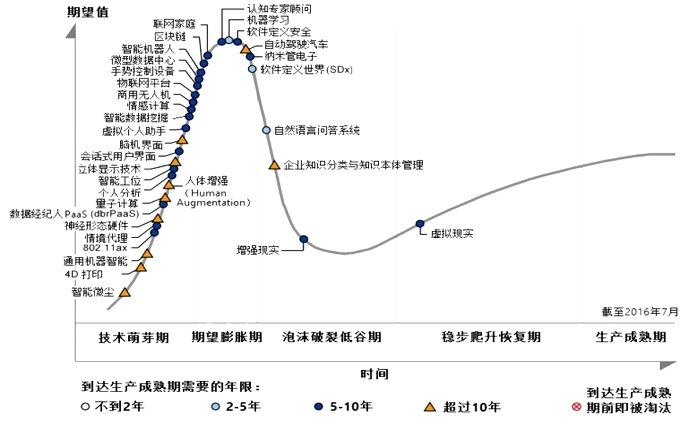 期望值
联网家庭
区块链
智能机器人
微型数据中心
手势控制设备
物联网平台
商用无人机
情感计算
智能数据挖掘
虚拟个人助手
脑机界面
会话式用户界面
立体显示技术
智能工位
个人分析
量子计算
数据经纪人PaaS (dbrPaaS)
神经形态硬件
情境代理
802.11ax
通用机器智能
4D 打印
智能微尘
认知专家顾问
机器学习
软件定义安全
自动驾驶汽车
纳米管电子
软件定义世界(SDx)
自然语言问答系统
企业知识分类与知识本体管理
人体增强
(Human
Augmentation)
增强现实
虚拟现实
截至2016年7月
技术萌芽期
期望膨胀期
泡沫破裂低谷期
稳步爬升恢复期
生产成熟期
时间
到达生产成熟期需要的年限:
不到2年
2-5年
5-10年
超过10年
到达生产成熟
期前即被淘汰